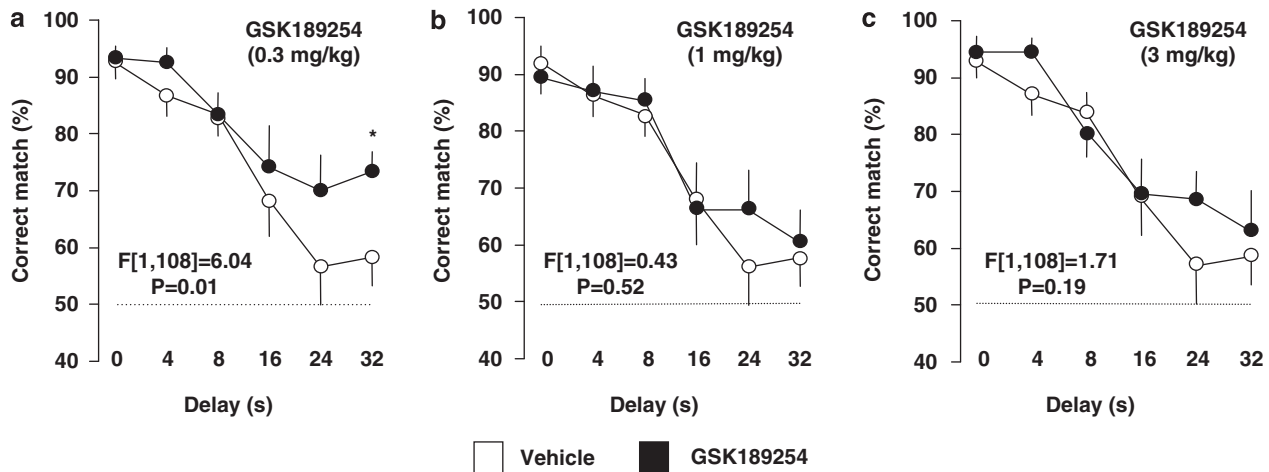 a
GSK189254
(0.3 mg/kg)
Correct match (%)
100
90
80
70
60
50
40
*
F[1,108]=6.04
P=0.01
0 4 8 16 24 32
Delay (s)
b
GSK189254
(1 mg/kg)
Correct match (%)
100
90
80
70
60
50
40
F[1,108]=0.43
P=0.52
0 4 8 16 24 32
Delay (s)
c
GSK189254
(3 mg/kg)
Correct match (%)
100
90
80
70
60
50
40
F[1,108]=1.71
P=0.19
0 4 8 16 24 32
Delay (s)
Vehicle GSK189254